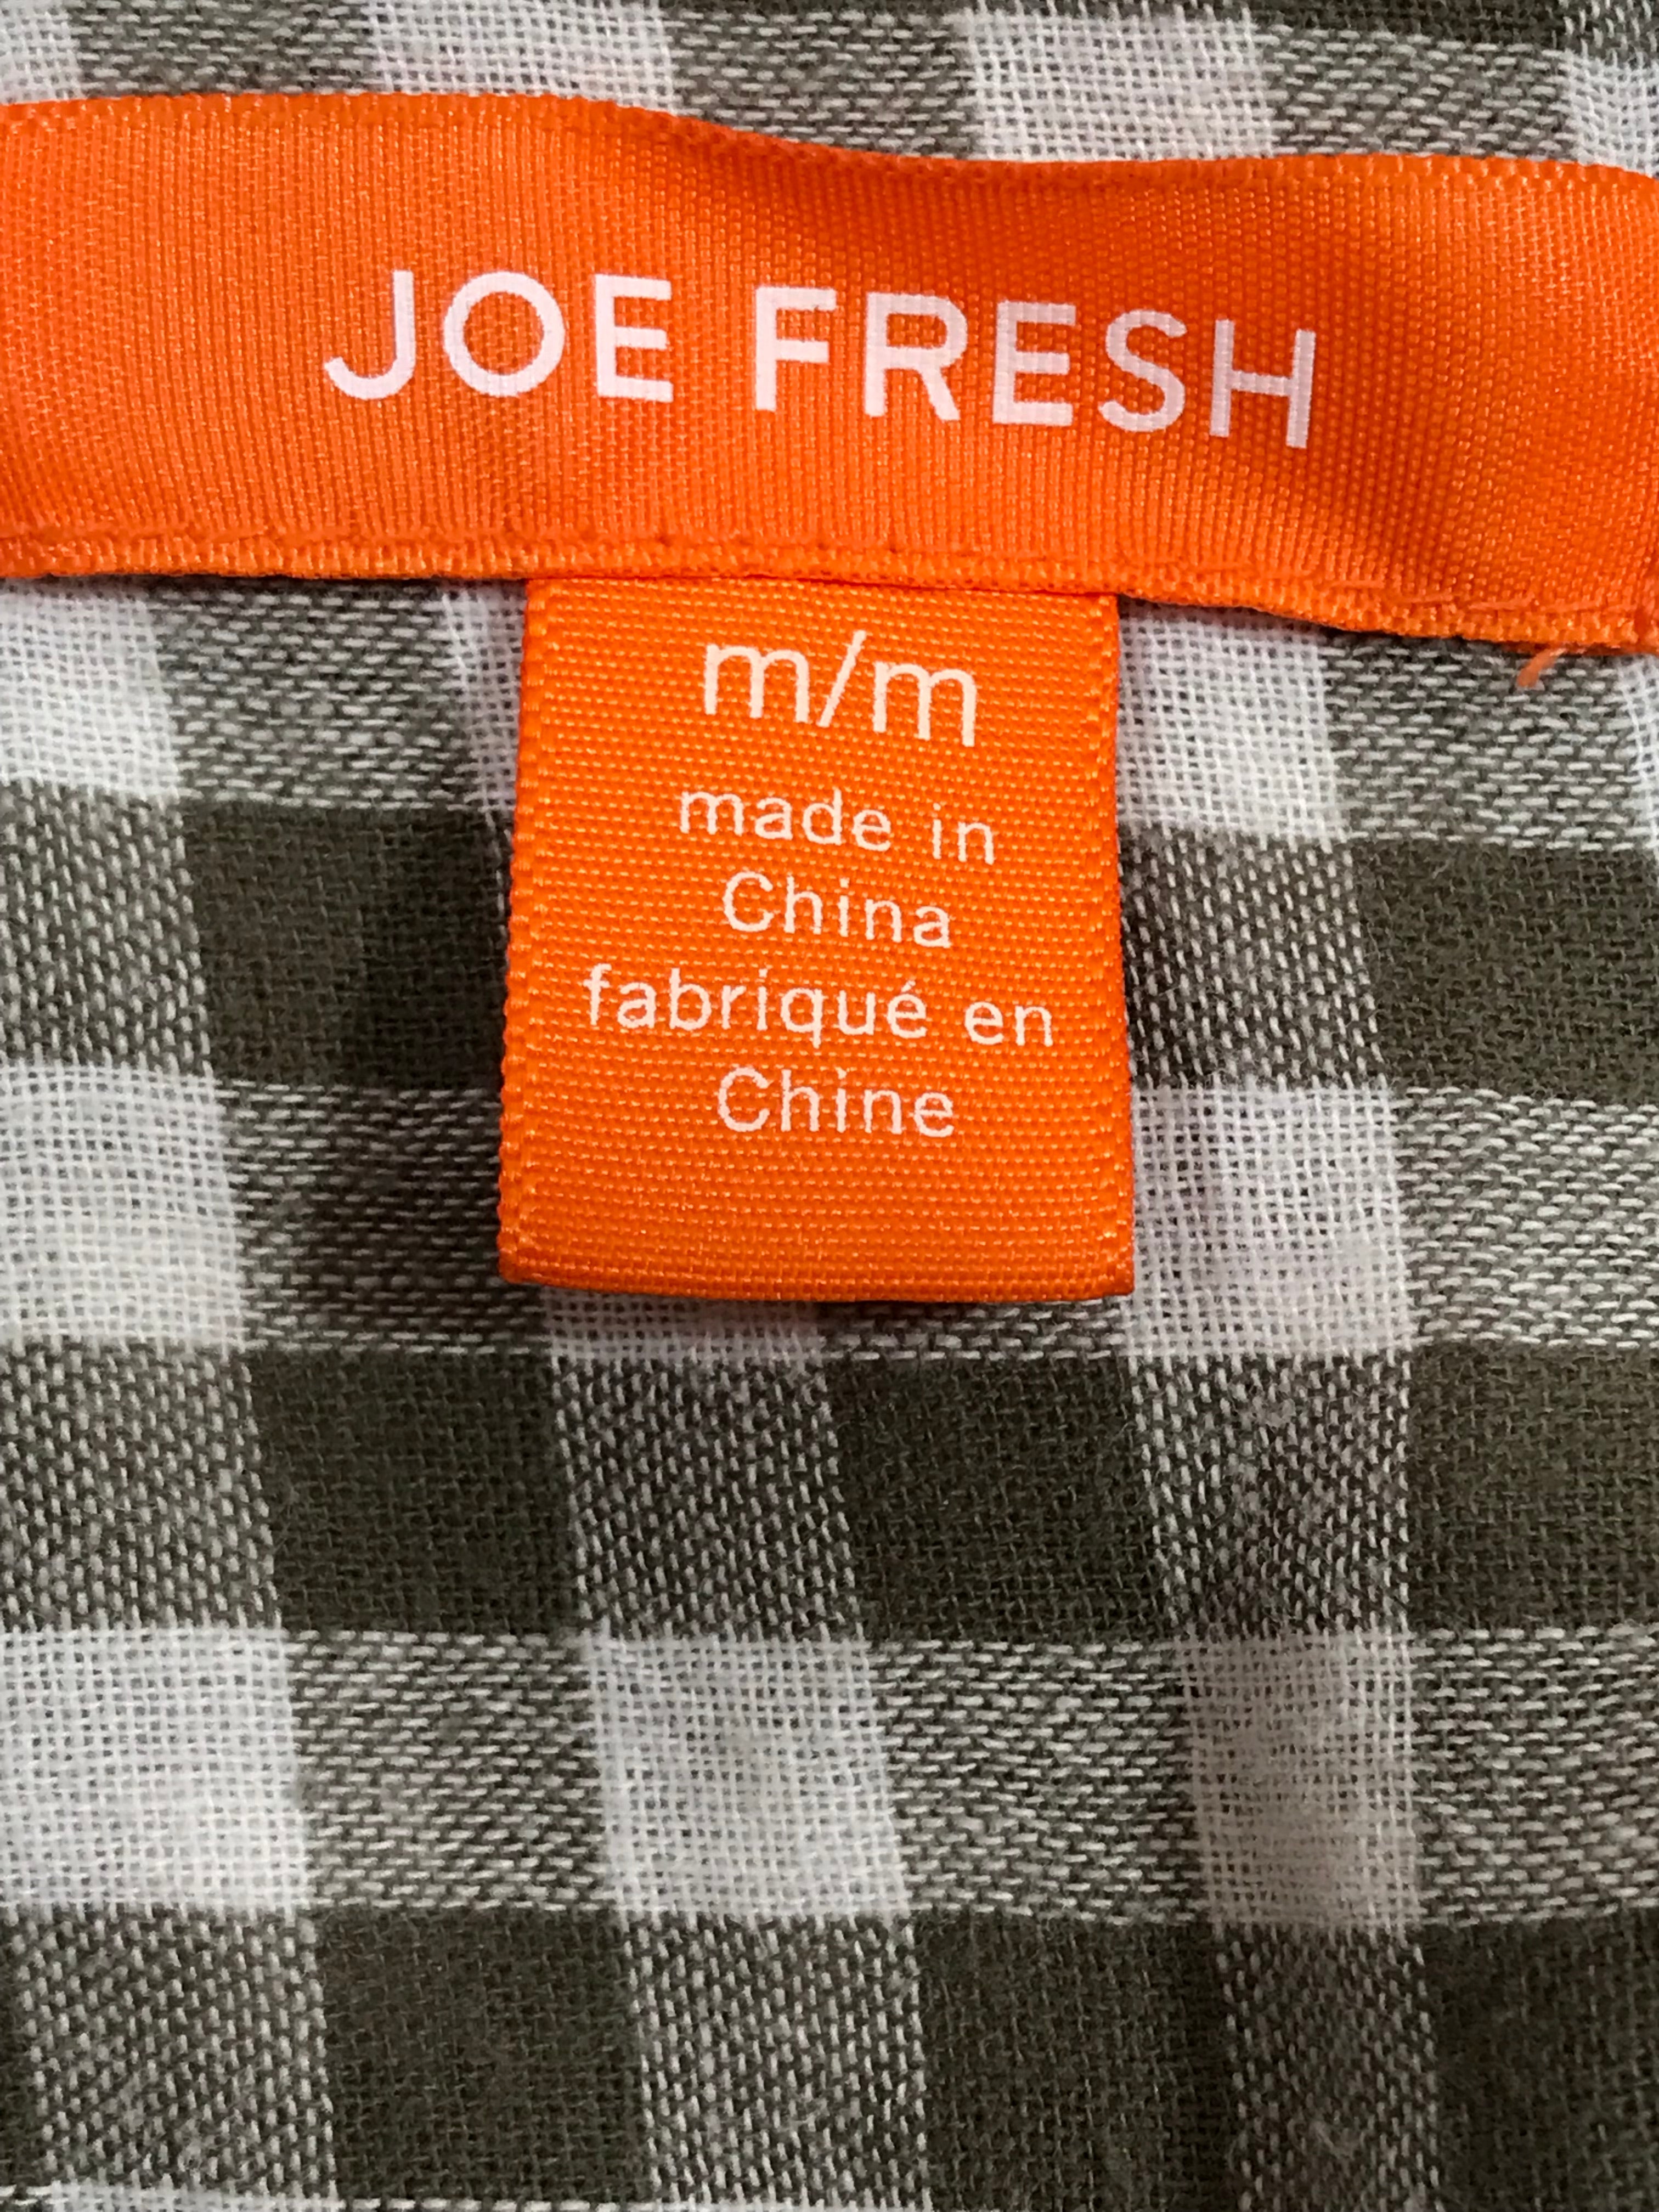 JOE FRESH
m/m
made in
China
fabriqué en
Chine